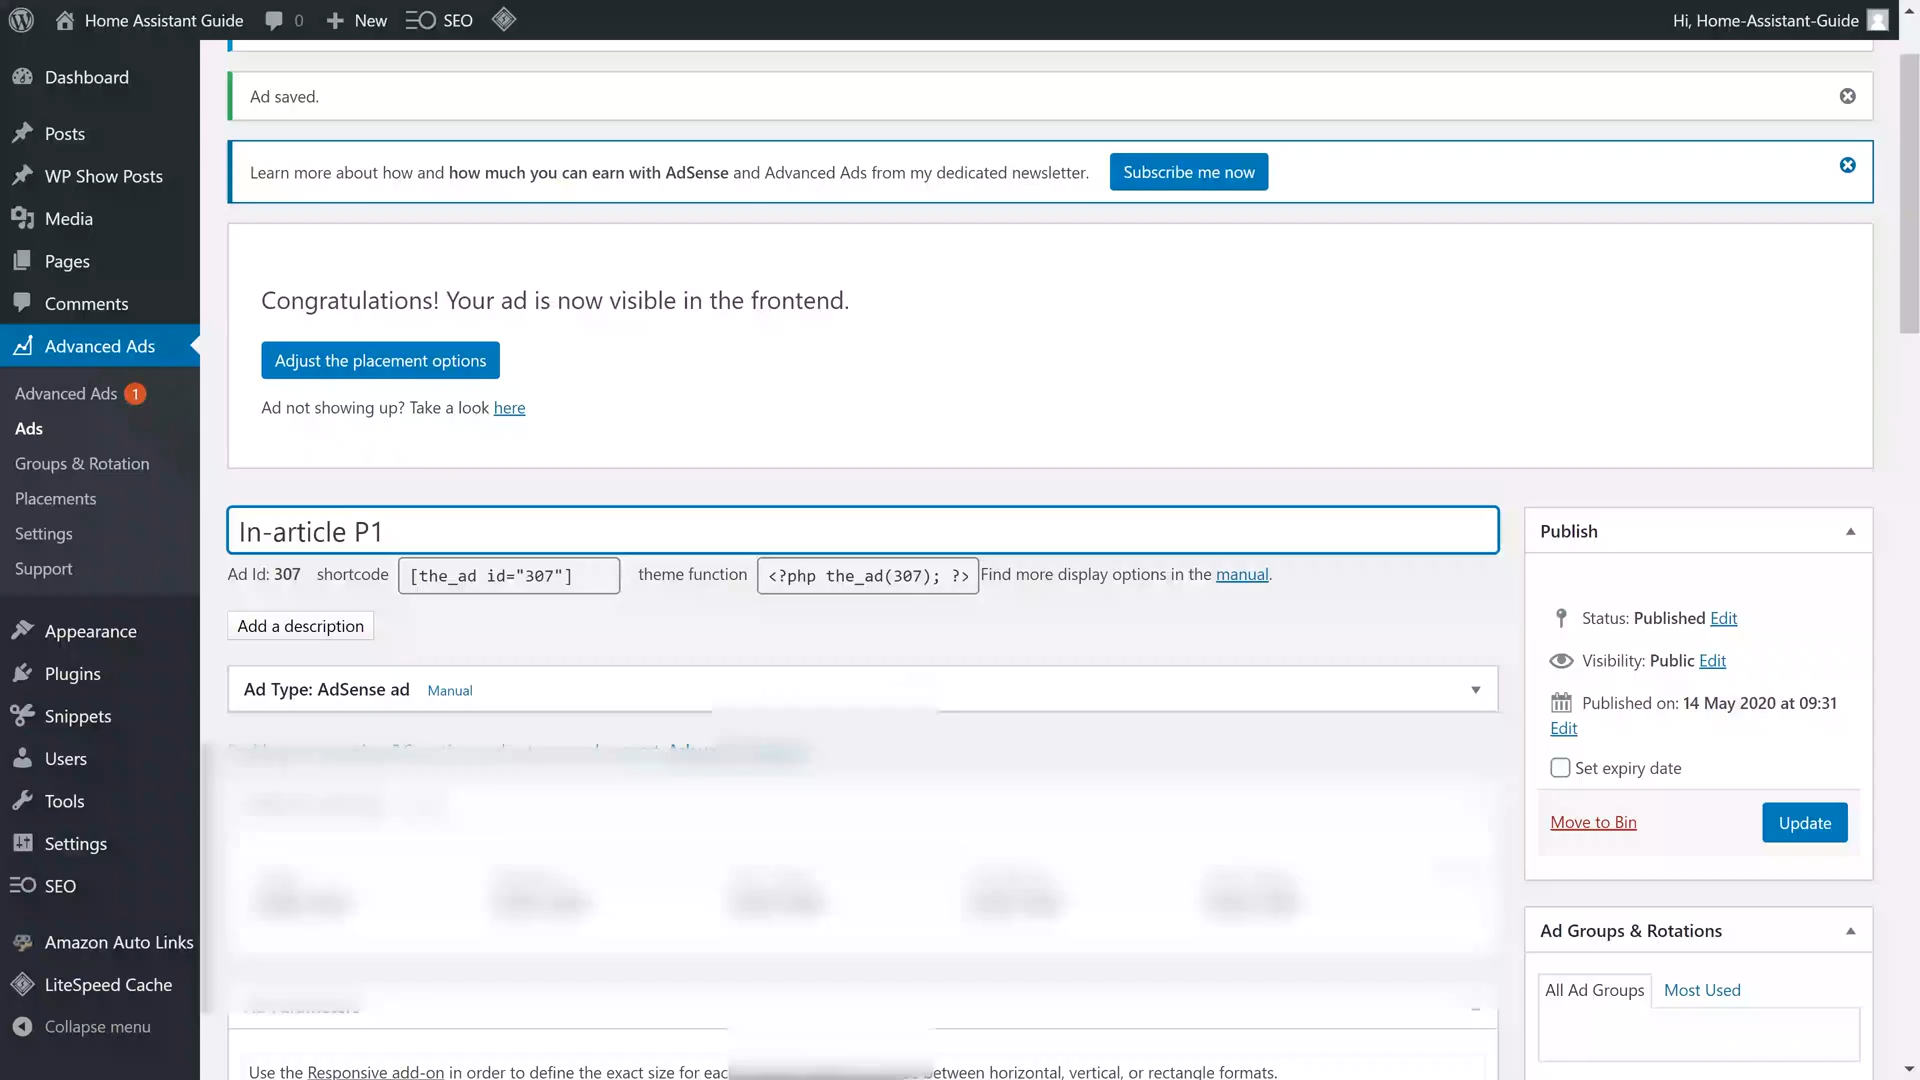 Home Assistant Guide 0 New SEO Hi, Home-Assistant-Guide
Dashboard
Posts
WP Show Posts
Media
Pages
Comments
Advanced Ads
Advanced Ads 1
Ads
Groups & Rotation
Placements
Settings
Support
Appearance
Plugins
Snippets
Users
Tools
Settings
SEO
Amazon Auto Links
LiteSpeed Cache
Collapse menu
Ad saved.
Learn more about how and how much you can earn with AdSense and Advanced Ads from my dedicated newsletter. Subscribe me now
Congratulations! Your ad is now visible in the frontend.
Adjust the placement options
Ad not showing up? Take a look here
In-article P1
Ad Id: 307 shortcode [the_ad id="307"] theme function <?php the_ad(307); ?> Find more display options in the manual.
Add a description
Ad Type: AdSense ad Manual
Use the Responsive add-on in order to define the exact size for eac between horizontal, vertical, or rectangle formats.
Publish
Status: Published Edit
Visibility: Public Edit
Published on: 14 May 2020 at 09:31
Edit
Set expiry date
Move to Bin Update
Ad Groups & Rotations
All Ad Groups Most Used